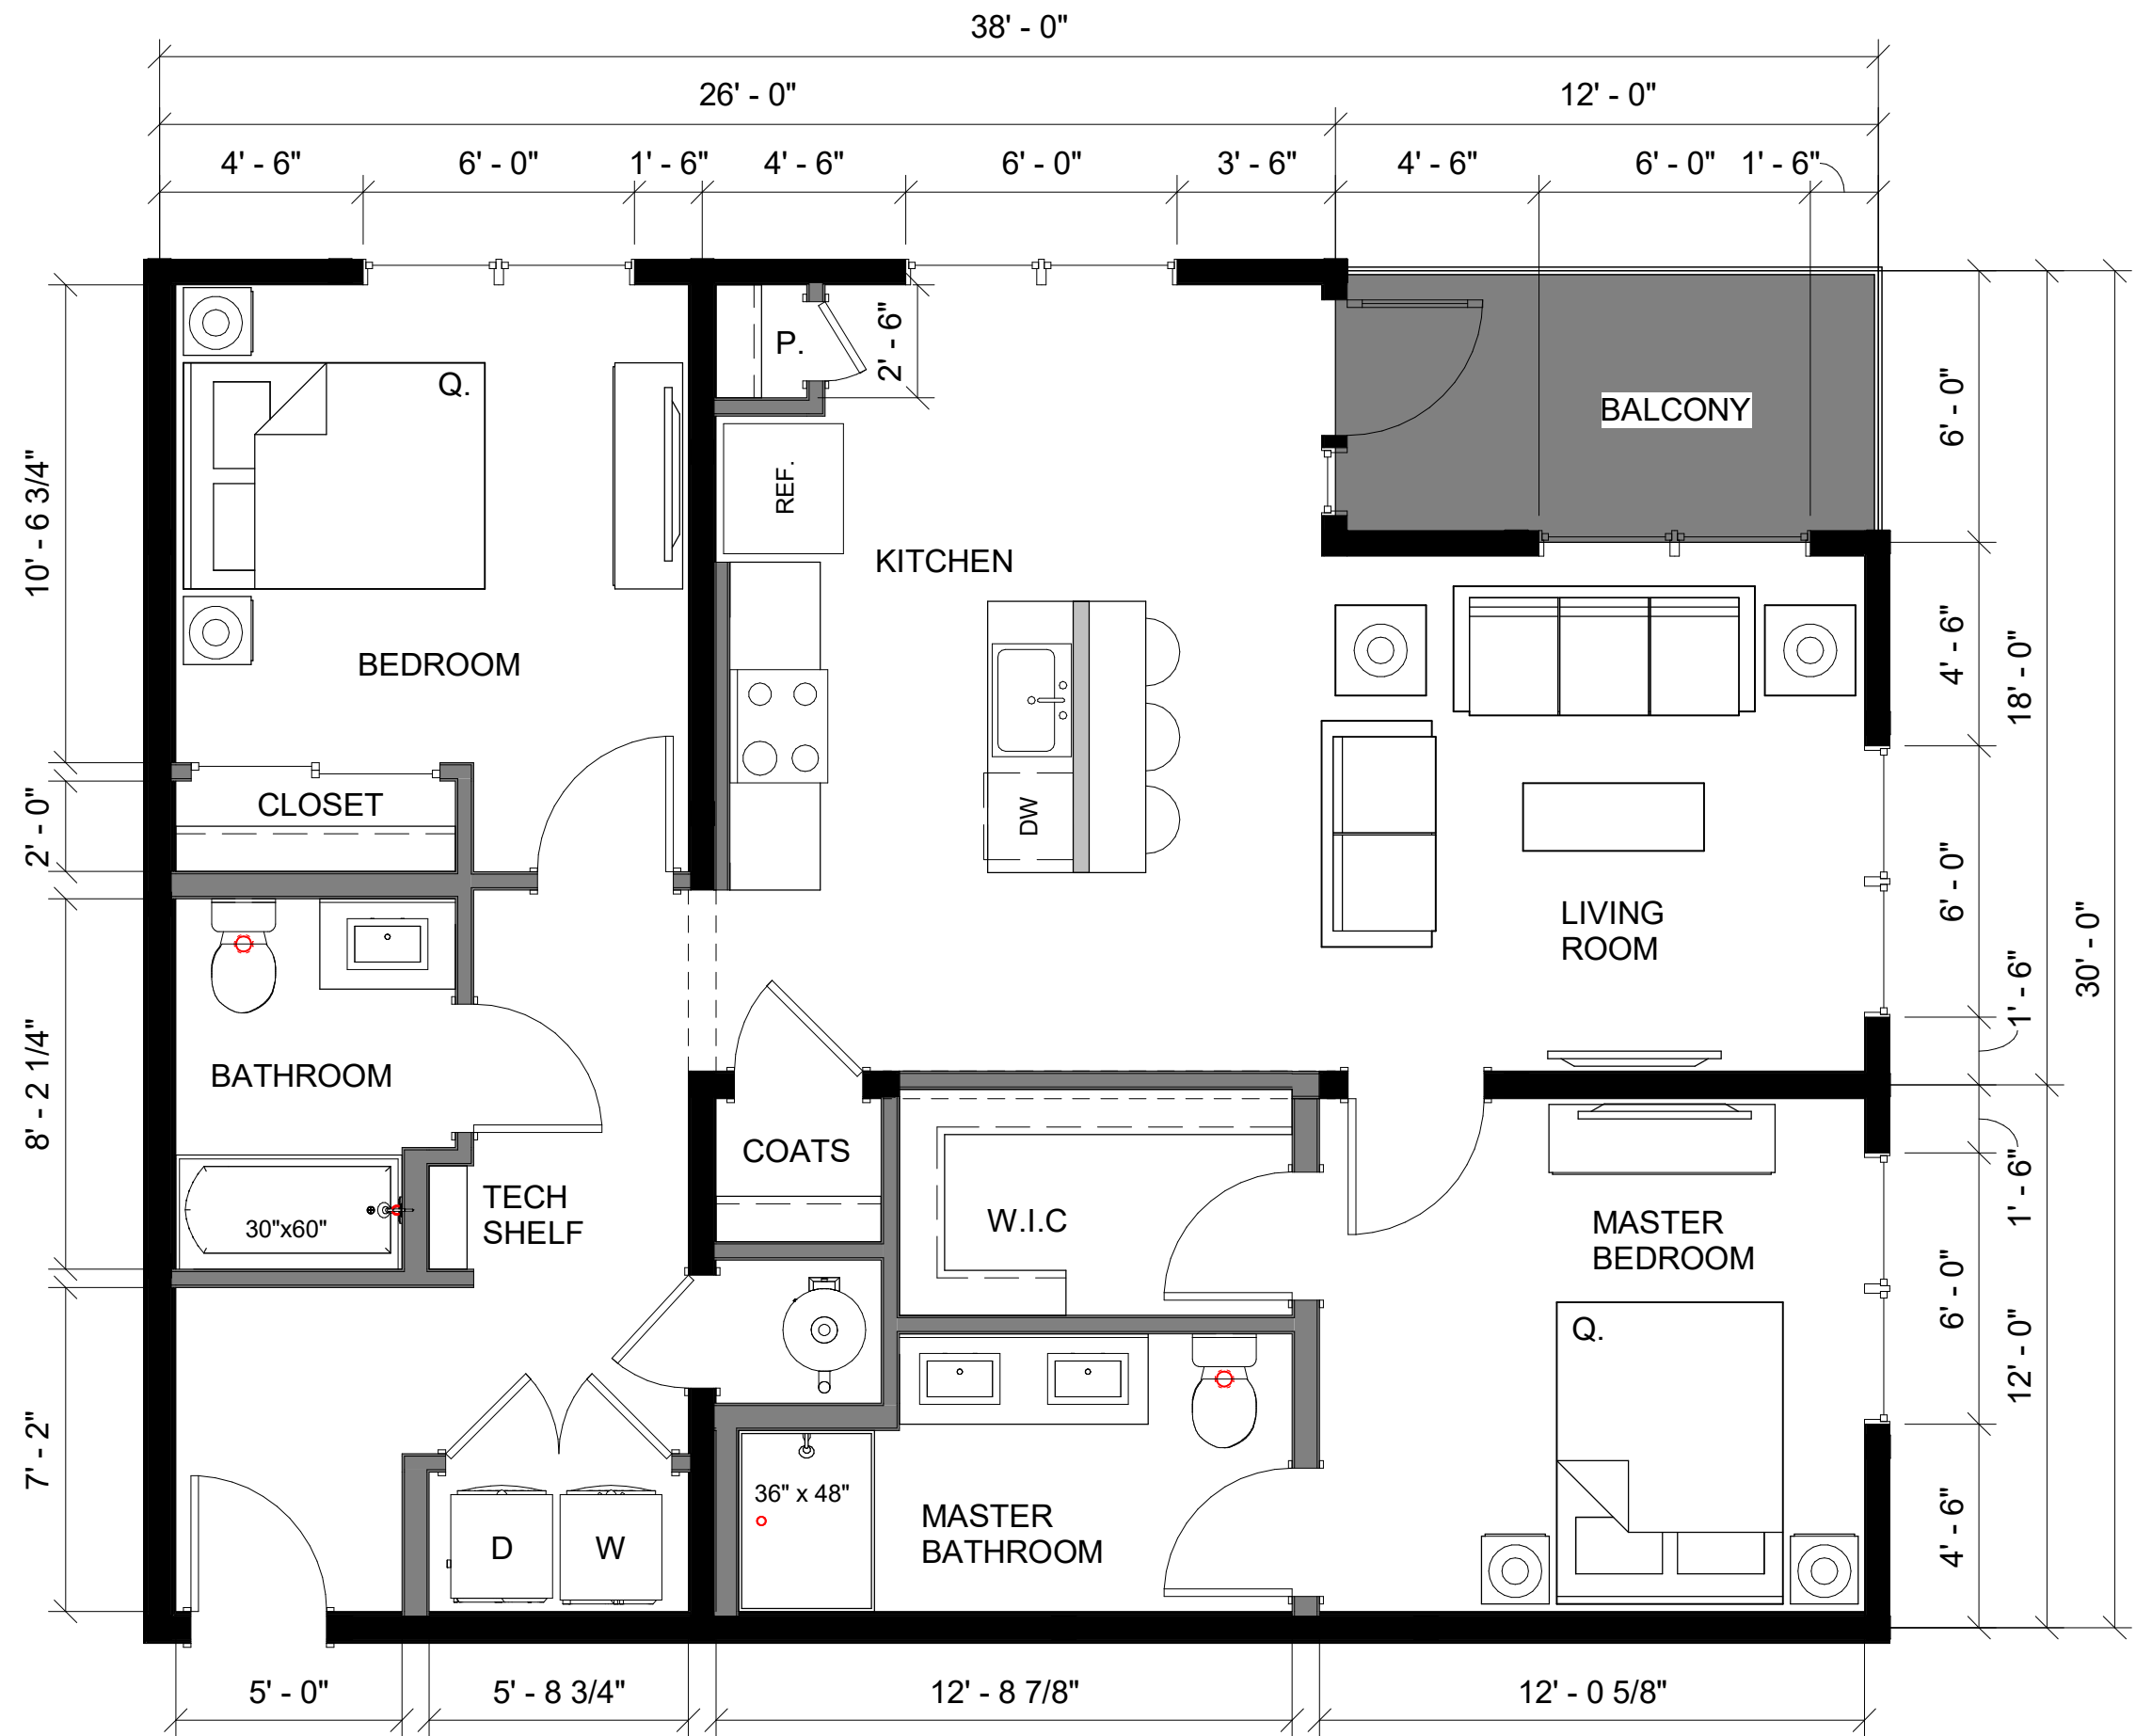 38' - 0"
26' - 0"
12' - 0"
4' - 6"
6' - 0"
1' - 6"
4' - 6"
6' - 0"
3' - 6"
4' - 6"
6' - 0"
1' - 6"
P.
2' - 6"
Q.
BALCONY
6' - 0"
REF.
10' - 6 3/4"
KITCHEN
BEDROOM
4' - 6"
18' - 0"
CLOSET
2' - 0"
DW
6' - 0"
LIVING
ROOM
30' - 0"
1' - 6"
BATHROOM
8' - 2 1/4"
COATS
TECH
SHELF
30"x60"
W.I.C
MASTER
BEDROOM
1' - 6"
6' - 0"
12' - 0"
Q.
7' - 2"
36" x 48"
D
W
MASTER
BATHROOM
4' - 6"
5' - 0"
5' - 8 3/4"
12' - 8 7/8"
12' - 0 5/8"